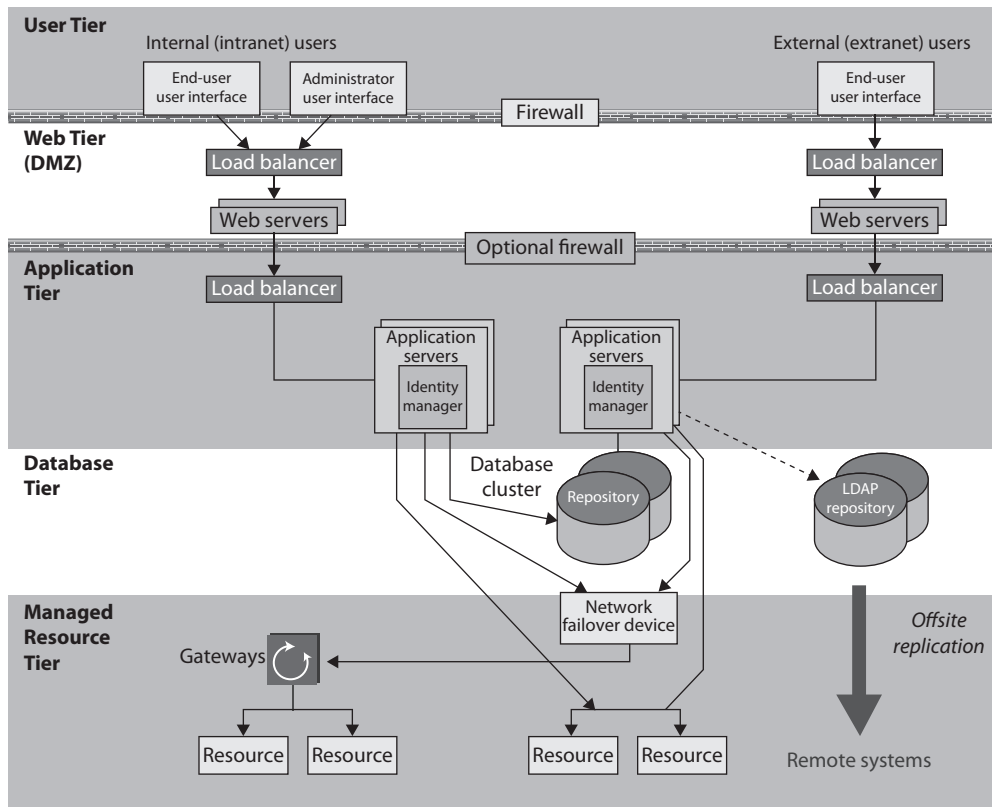 User Tier
Internal (intranet) users
External (extranet) users
End-user
user interface
Administrator
user interface
End-user
user interface
Firewall
Web Tier
(DMZ)
Load balancer
Load balancer
Web servers
Web servers
Optional firewall
Application
Tier
Load balancer
Load balancer
Application
servers
Identity
manager
Application
servers
Identity
manager
Database
Tier
Database
cluster
Repository
LDAP
repository
Managed
Resource
Tier
Network
failover device
Offsite
replication
Gateways
Resource
Resource
Resource
Resource
Remote systems